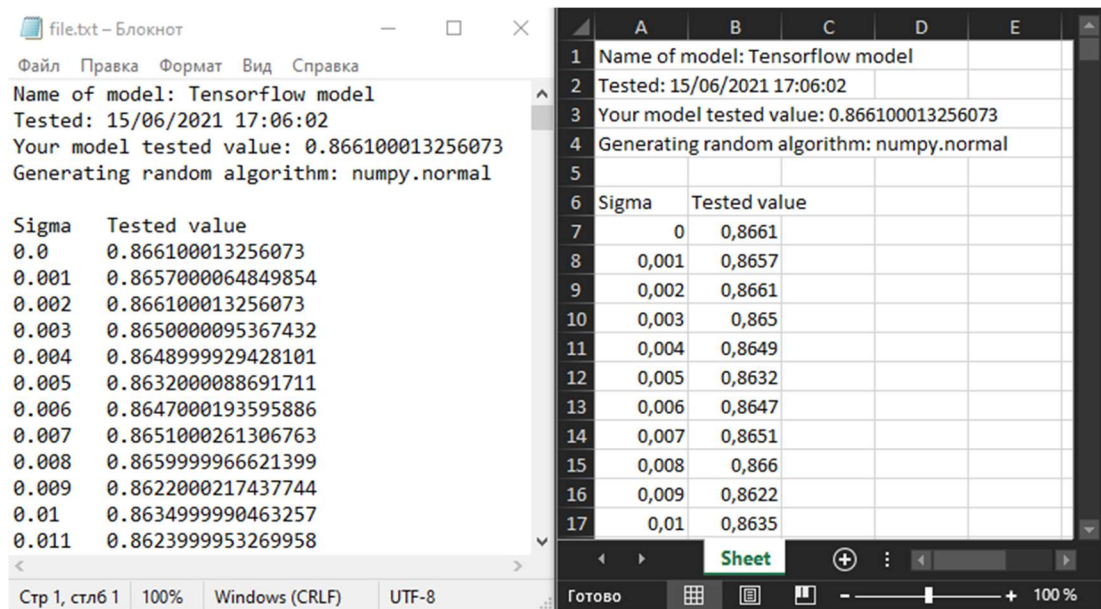 file.txt – Блокнот
Файл Правка Формат Вид Справка
Name of model: Tensorflow model
Tested: 15/06/2021 17:06:02
Your model tested value: 0.866100013256073
Generating random algorithm: numpy.normal
Sigma Tested value
0.0 0.866100013256073
0.001 0.8657000064849854
0.002 0.866100013256073
0.003 0.8650000095367432
0.004 0.8648999929428101
0.005 0.8632000088691711
0.006 0.8647000193595886
0.007 0.8651000261306763
0.008 0.8659999966621399
0.009 0.8622000217437744
0.01 0.8634999990463257
0.011 0.8623999953269958
Стр 1, стлб 1 100% Windows (CRLF) UTF-8
A B C D E
1 Name of model: Tensorflow model
2 Tested: 15/06/2021 17:06:02
3 Your model tested value: 0.866100013256073
4 Generating random algorithm: numpy.normal
5
6 Sigma Tested value
7 0 0,8661
8 0,001 0,8657
9 0,002 0,8661
10 0,003 0,865
11 0,004 0,8649
12 0,005 0,8632
13 0,006 0,8647
14 0,007 0,8651
15 0,008 0,866
16 0,009 0,8622
17 0,01 0,8635
Sheet
Готово 100 %